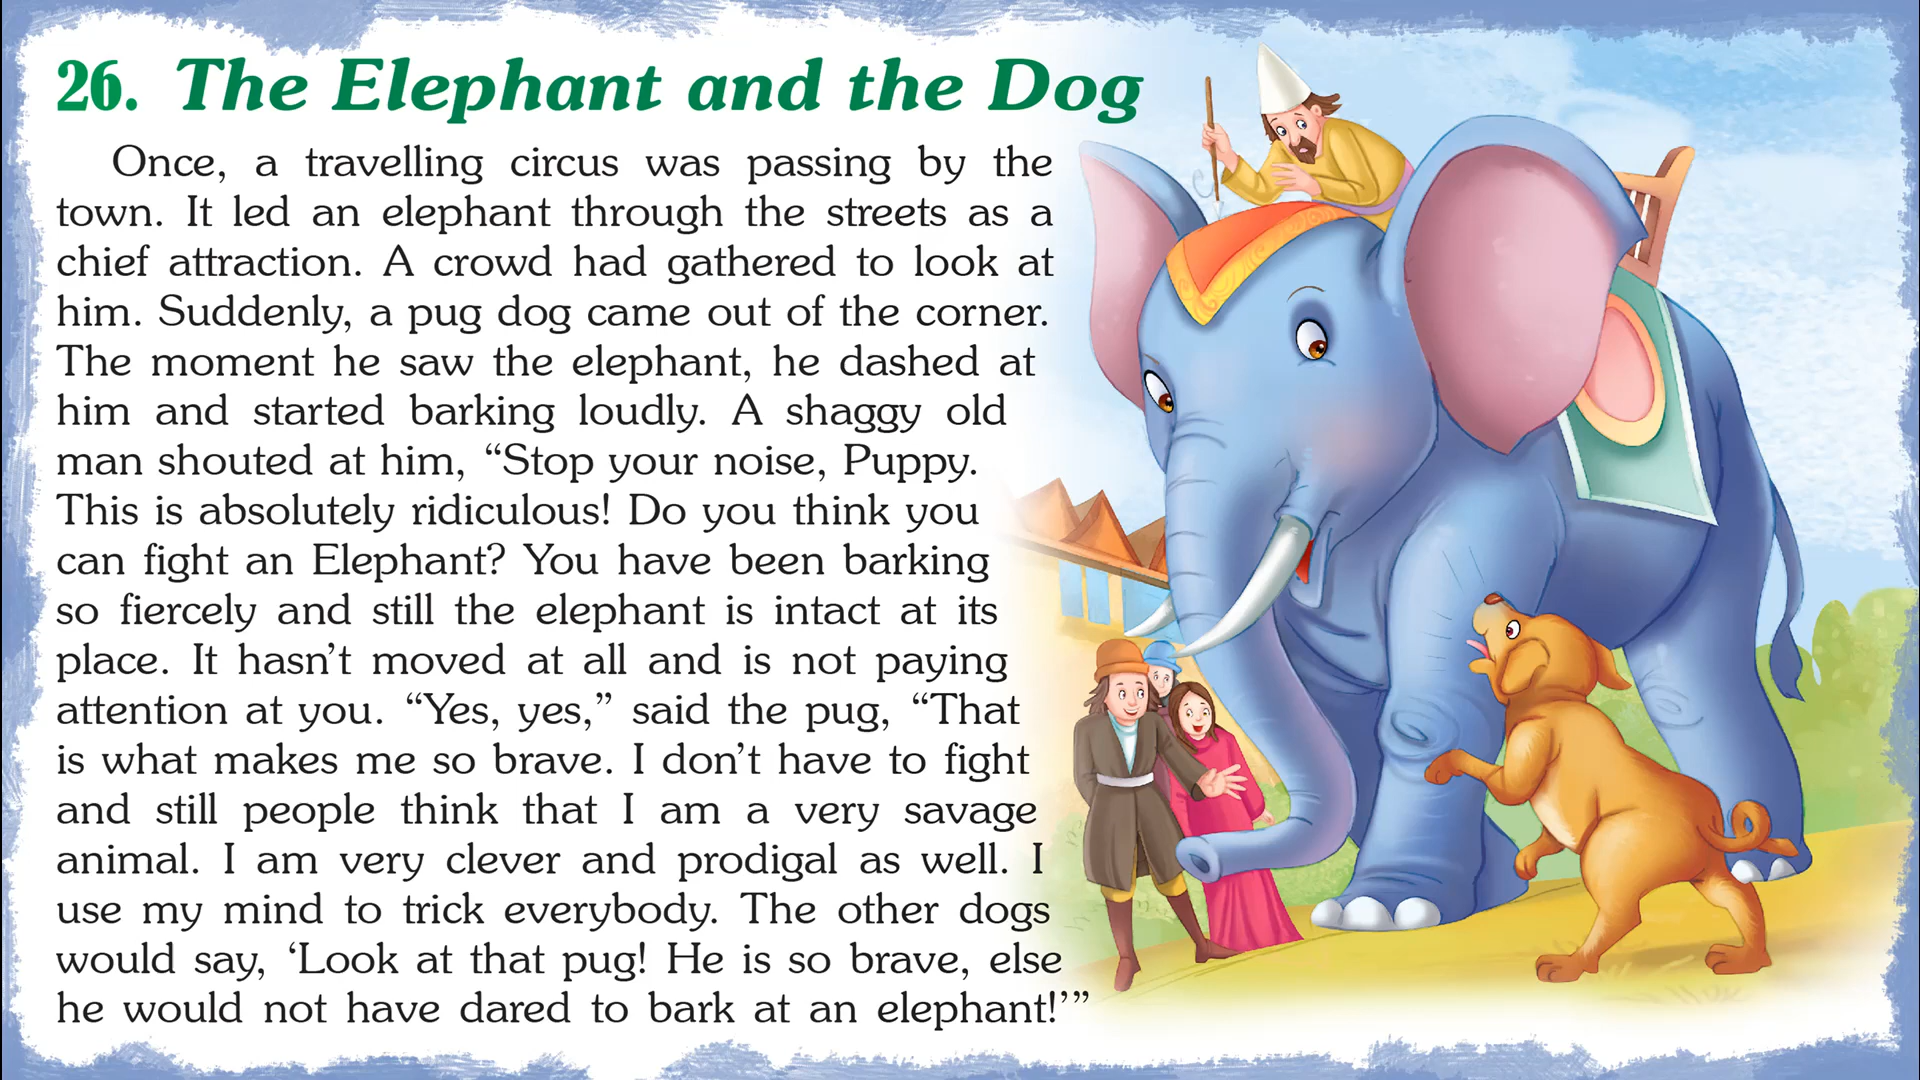 26. The Elephant and the Dog
Once, a travelling circus was passing by the
town. It led an elephant through the streets as a
chief attraction. A crowd had gathered to look at
him. Suddenly, a pug dog came out of the corner.
The moment he saw the elephant, he dashed at
him and started barking loudly. A shaggy old
man shouted at him, “Stop your noise, Puppy.
This is absolutely ridiculous! Do you think you
can fight an Elephant? You have been barking
so fiercely and still the elephant is intact at its
place. It hasn’t moved at all and is not paying
attention at you. “Yes, yes,” said the pug, “That
is what makes me so brave. I don’t have to fight
and still people think that I am a very savage
animal. I am very clever and prodigal as well. I
use my mind to trick everybody. The other dogs
would say, ‘Look at that pug! He is so brave, else
he would not have dared to bark at an elephant!’”